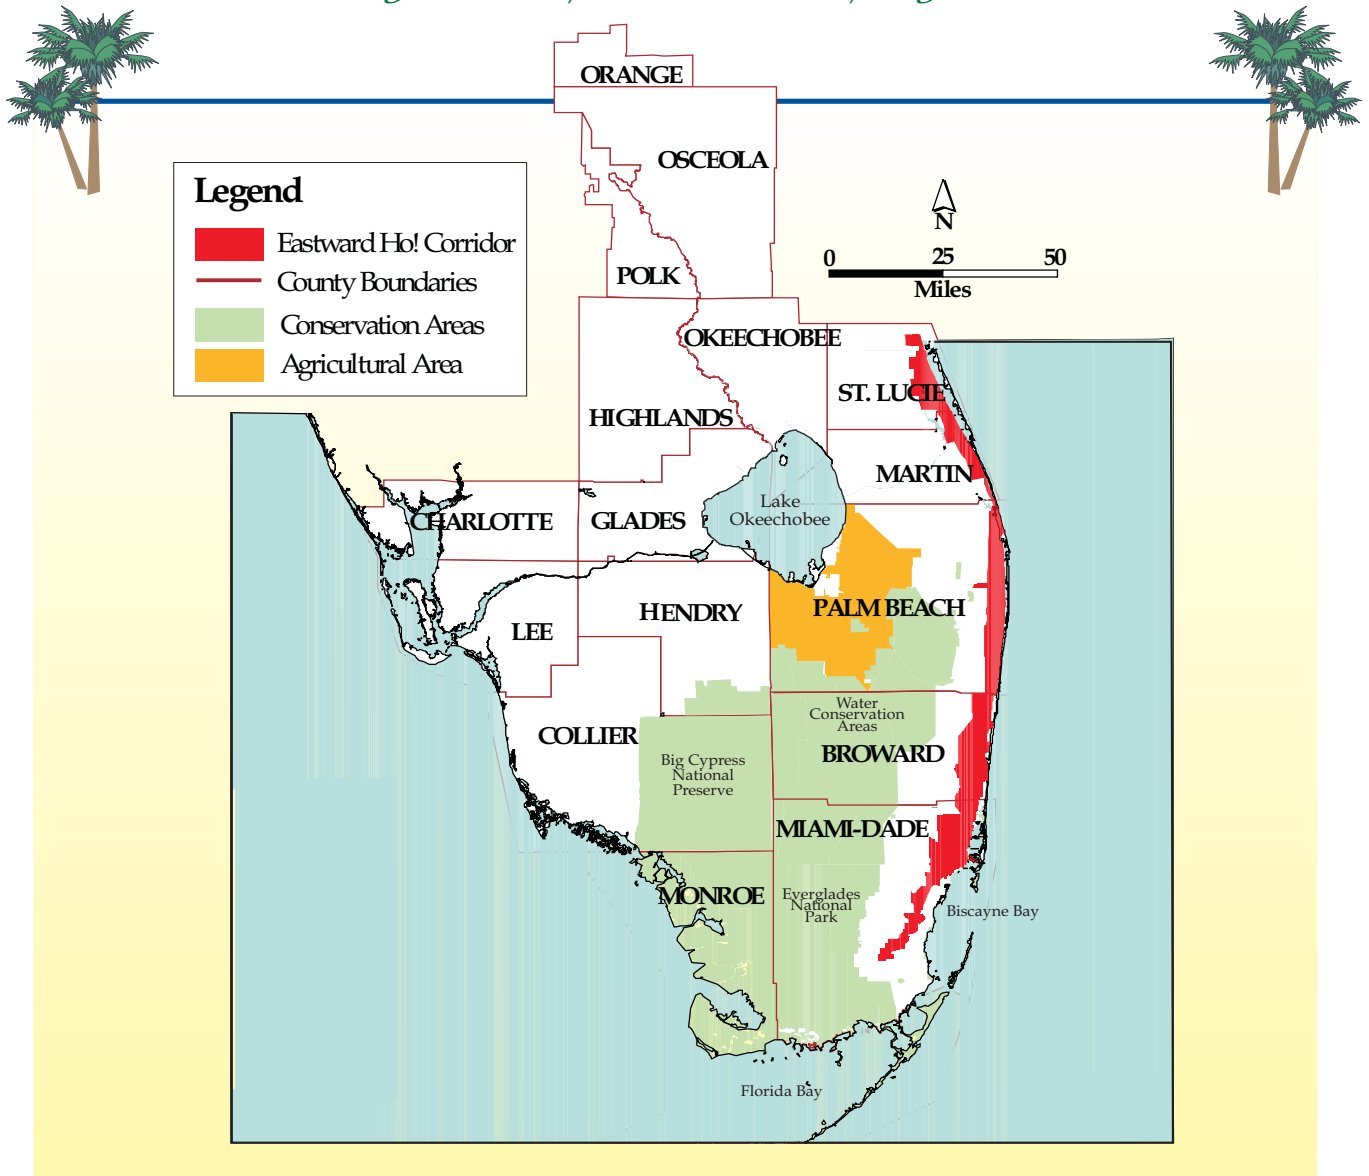 ORANGE
OSCEOLA
Legend
Eastward Ho! Corridor
County Boundaries
Conservation Areas
Agricultural Area
N
0 25 50
Miles
POLK
OKEECHOBEE
ST. LUCIE
HIGHLANDS
MARTIN
Lake
Okeechobee
CHARLOTTE
GLADES
PALM BEACH
HENDRY
LEE
Water
Conservation
Areas
COLLIER
BROWARD
Big Cypress
National
Preserve
MIAMI-DADE
MONROE
Everglades
National
Park
Biscayne Bay
Florida Bay